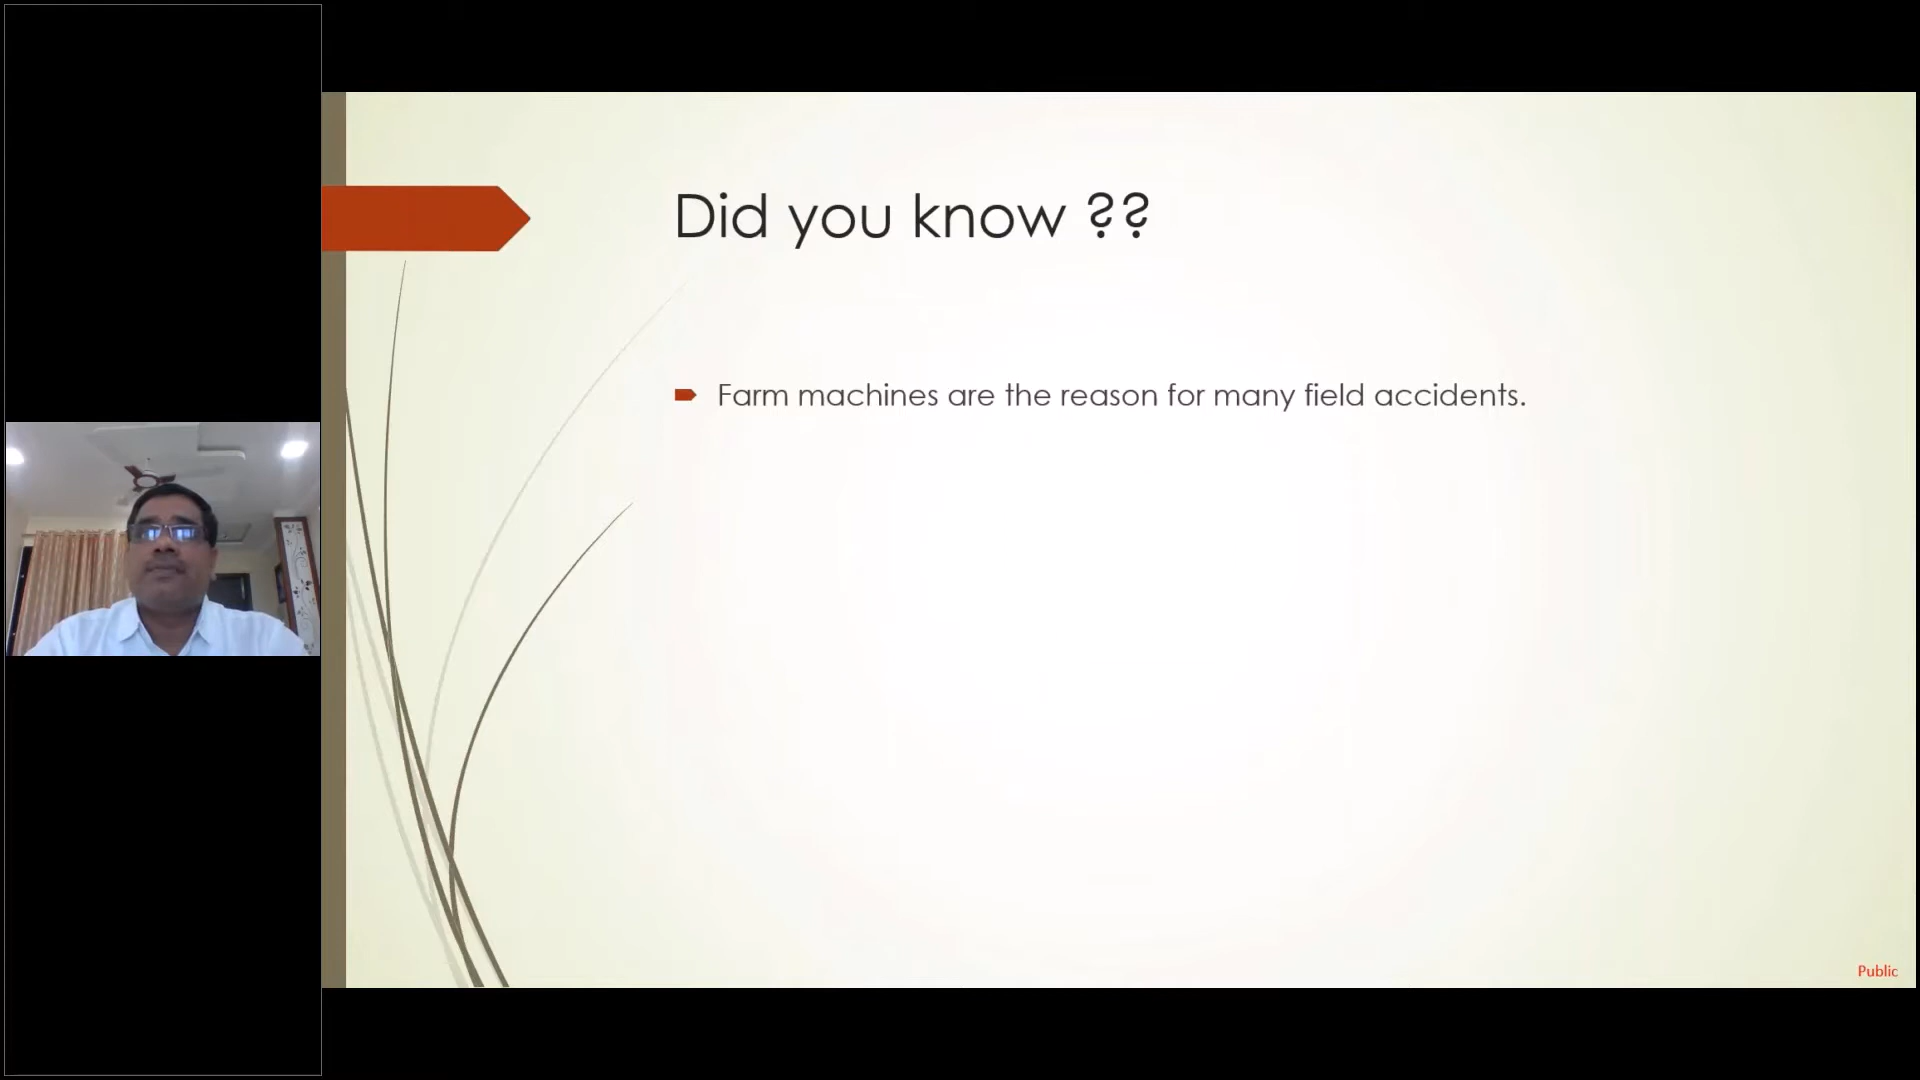 Did you know ??
Farm machines are the reason for many field accidents.
Public